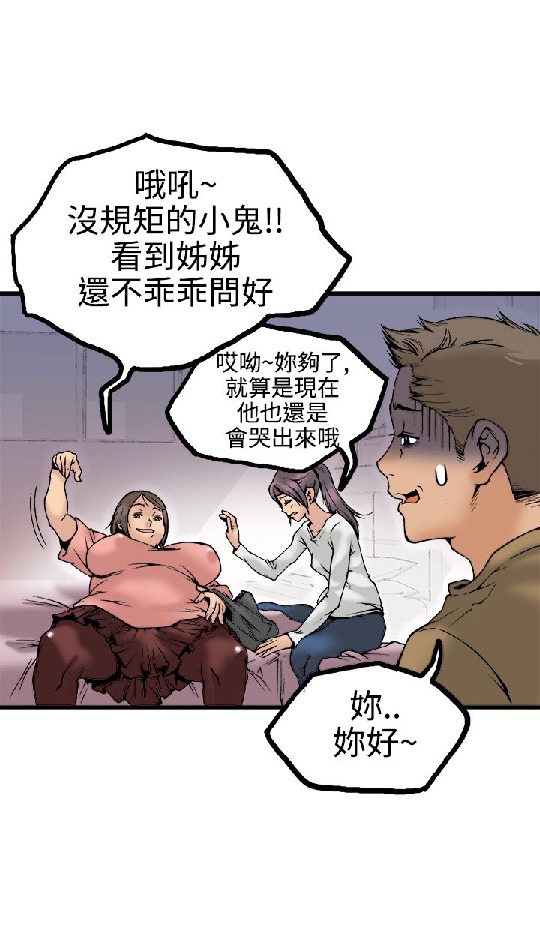 哦吼~
沒規矩的小鬼!!
看到姊姊
還不乖乖問好
哎呦~妳夠了,
就算是現在
他也還是
會哭出來哦
妳..
妳好~